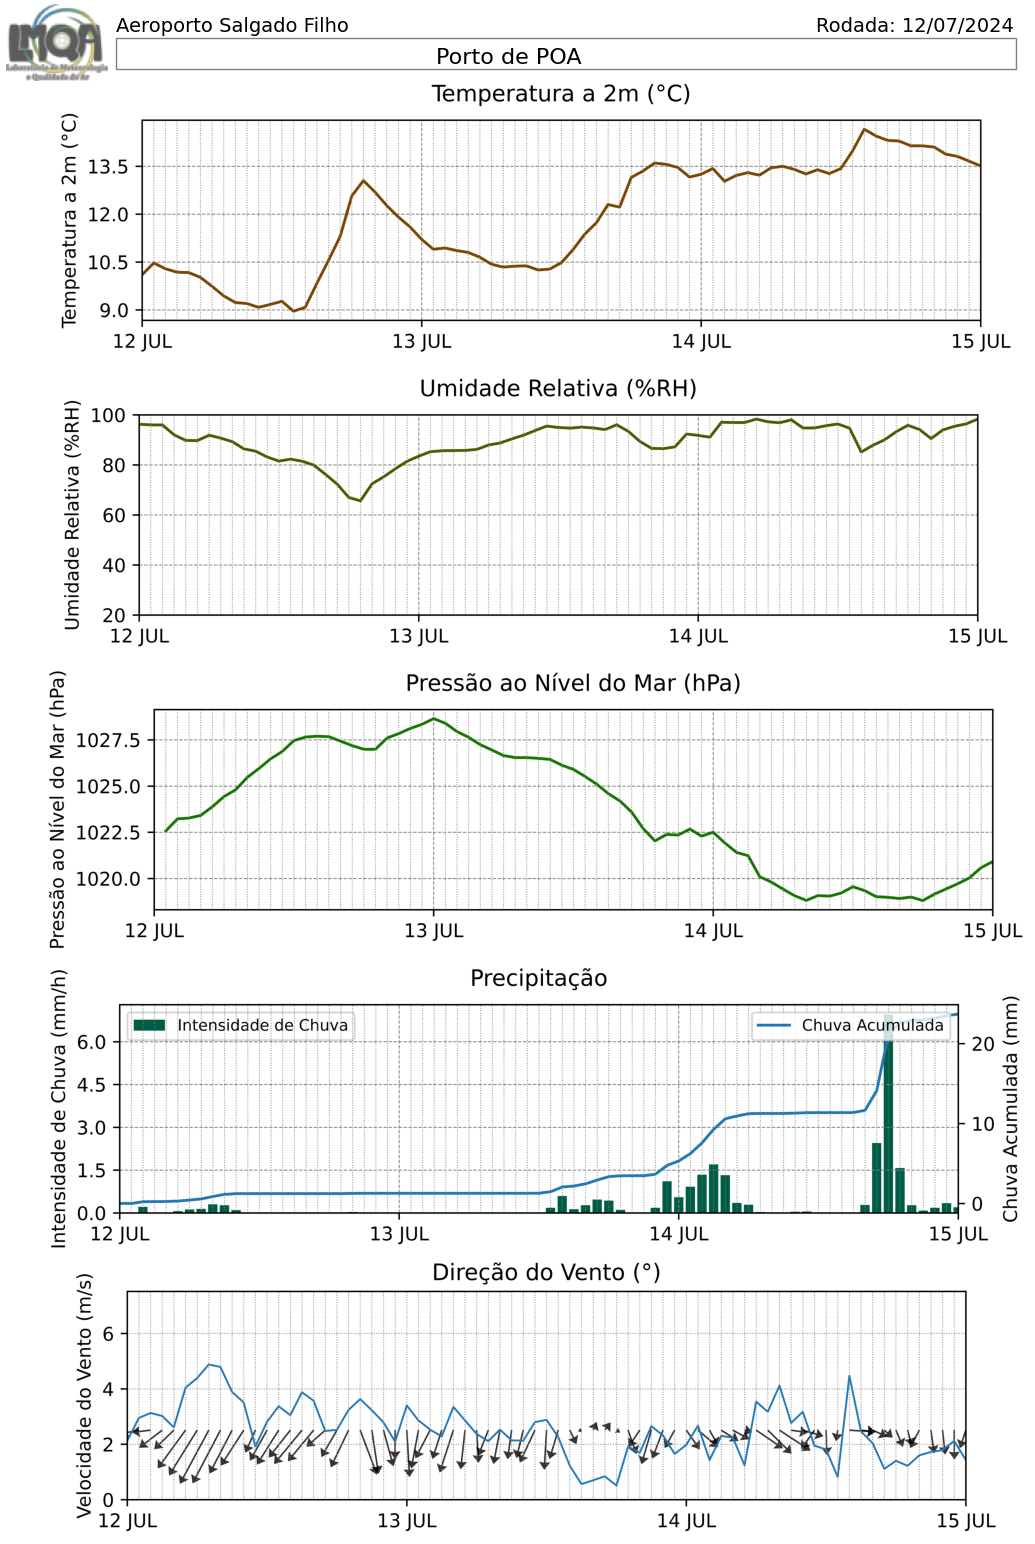 LMQA
Laboratório de Meteorologia
e Qualidade do Ar
Aeroporto Salgado Filho
Rodada: 12/07/2024
Porto de POA
Temperatura a 2m (°C)
Temperatura a 2m (°C)
13.5
12.0
10.5
9.0
12 JUL
13 JUL
14 JUL
15 JUL
Umidade Relativa (%RH)
Umidade Relativa (%RH)
100
80
60
40
20
12 JUL
13 JUL
14 JUL
15 JUL
Pressão ao Nível do Mar (hPa)
Pressão ao Nível do Mar (hPa)
1027.5
1025.0
1022.5
1020.0
12 JUL
13 JUL
14 JUL
15 JUL
Precipitação
Intensidade de Chuva (mm/h)
6.0
4.5
3.0
1.5
0.0
Intensidade de Chuva
Chuva Acumulada
20
10
0
Chuva Acumulada (mm)
12 JUL
13 JUL
14 JUL
15 JUL
Direção do Vento (°)
Velocidade do Vento (m/s)
6
4
2
0
12 JUL
13 JUL
14 JUL
15 JUL